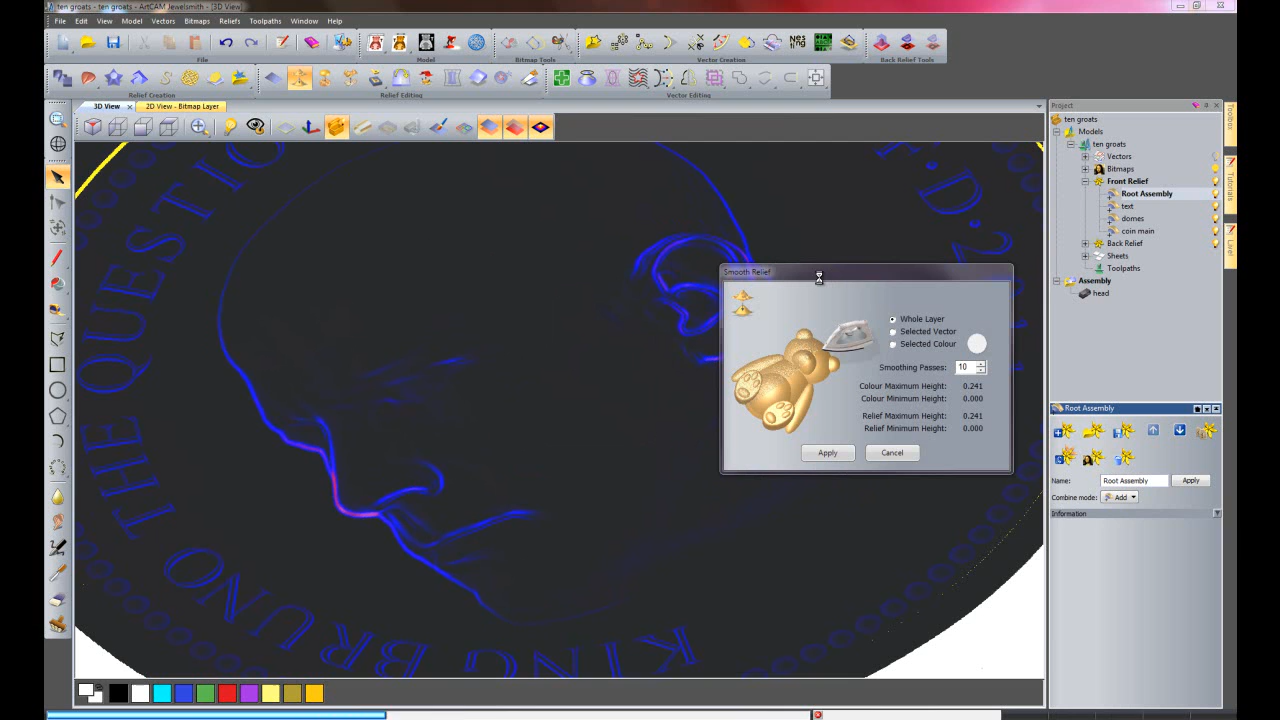 ten groats - ten groats - ArtCAM Jewelsmith - [3D View]
File Edit View Model Vectors Bitmaps Reliefs Toolpaths Window Help
File Model Bitmap Tools Vector Creation Back Relief Tools
Relief Creation Relief Editing Vector Editing
3D View 2D View - Bitmap Layer
Project
ten groats
Models
ten groats
Vectors
Bitmaps
Front Relief
Root Assembly
text
domes
coin main
Back Relief
Sheets
Toolpaths
Assembly
head
Toolbox
Tutorials
KING BRUNO THE QUESTIO
A·D·2
Smooth Relief
Whole Layer
Selected Vector
Selected Colour
Smoothing Passes: 10
Colour Maximum Height: 0.241
Colour Minimum Height: 0.000
Relief Maximum Height: 0.241
Relief Minimum Height: 0.000
Apply Cancel
Root Assembly
Name: Root Assembly Apply
Combine mode: Add
Information